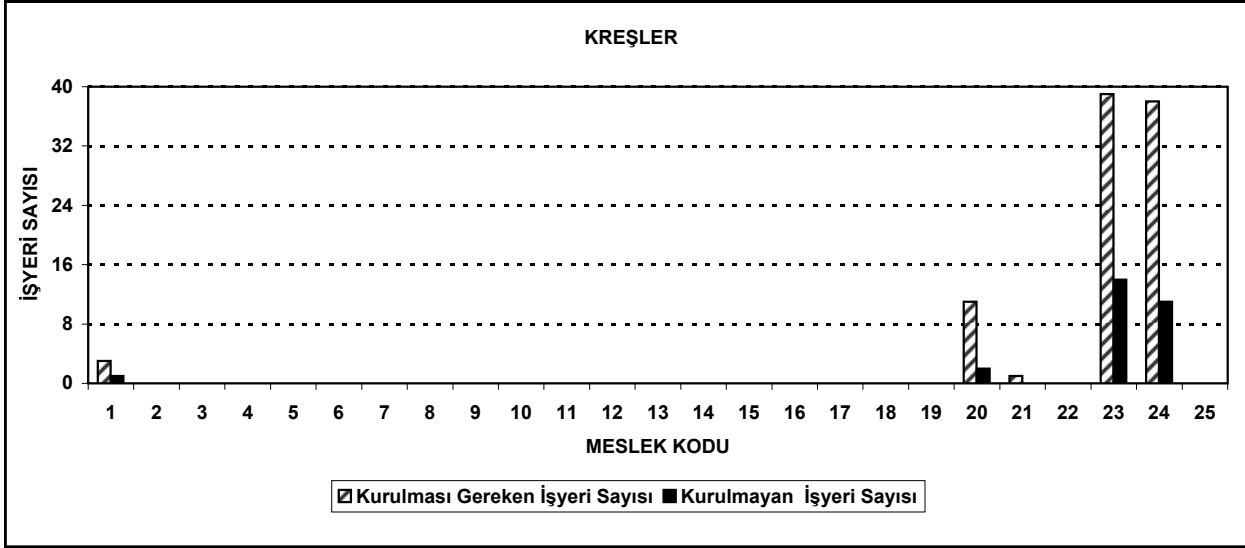 KREŞLER
40
32
24
16
8
0
İŞYERİ SAYISI
1 2 3 4 5 6 7 8 9 10 11 12 13 14 15 16 17 18 19 20 21 22 23 24 25
MESLEK KODU
Kurulması Gereken İşyeri Sayısı Kurulmayan İşyeri Sayısı